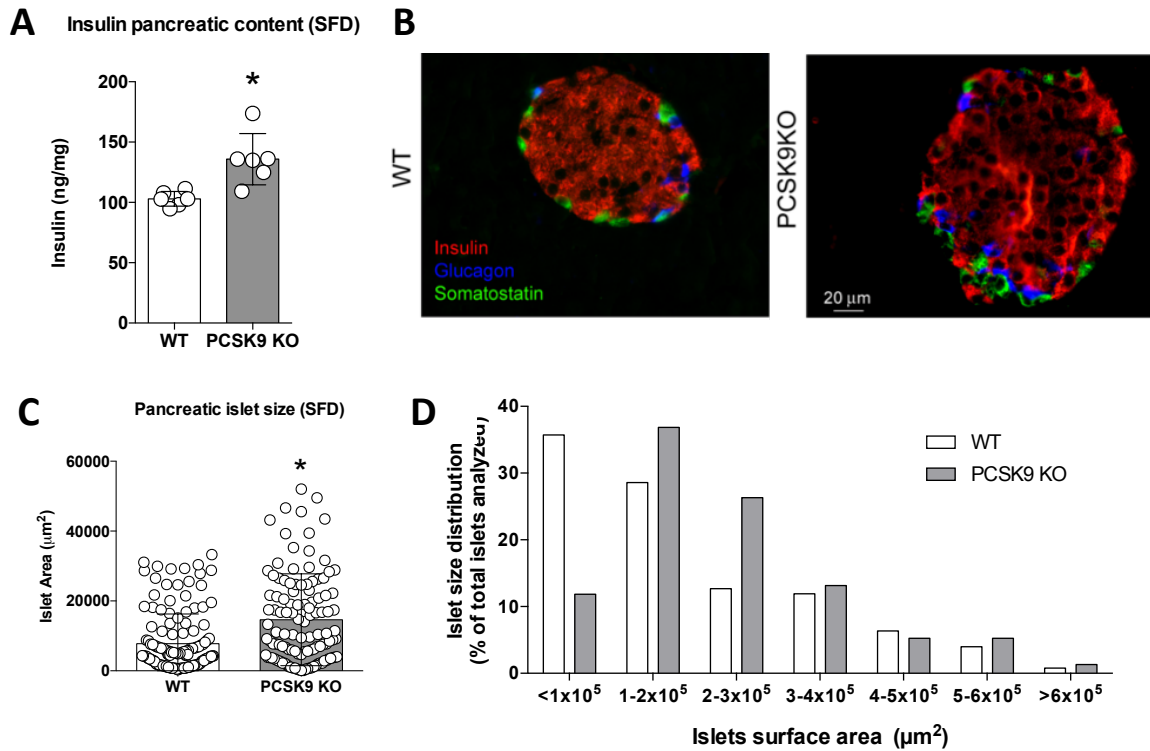 A
Insulin pancreatic content (SFD)
Insulin (ng/mg)
200
150
100
50
0
*
WT
PCSK9 KO
B
WT
Insulin
Glucagon
Somatostatin
PCSK9KO
20 µm
C
Pancreatic islet size (SFD)
Islet Area (µm²)
60000
40000
20000
0
*
WT
PCSK9 KO
D
Islet size distribution
(% of total islets analyzed)
40
30
20
10
0
WT
PCSK9 KO
<1x10⁵ 1-2x10⁵ 2-3x10⁵ 3-4x10⁵ 4-5x10⁵ 5-6x10⁵ >6x10⁵
Islets surface area (µm²)